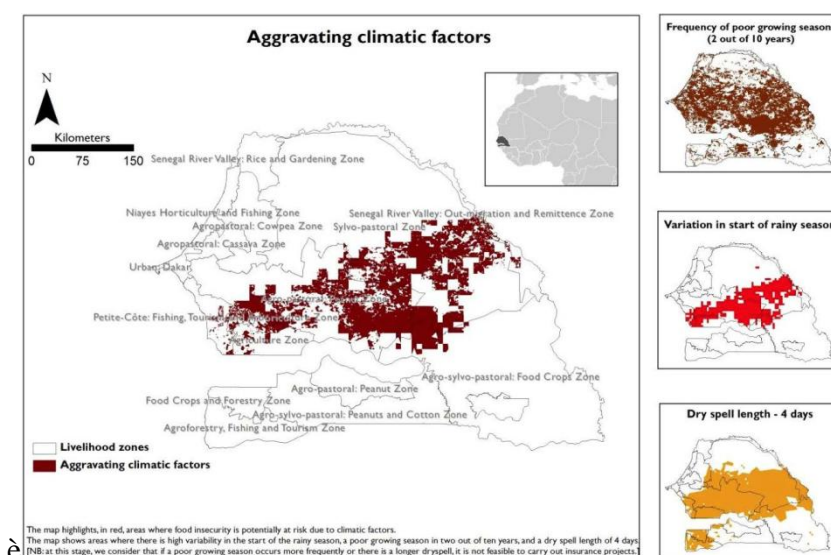 Aggravating climatic factors
N
Kilometers
0 75 150
Senegal River Valley: Rice and Gardening Zone
Niayes Horticulture and Fishing Zone
Senegal River Valley: Out-migration and Remittence Zone
Agropastoral: Cowpea Zone
Sylvo-pastoral Zone
Agropastoral: Cassava Zone
Urban: Dakar
Agro-pastoral: Peanut Zone
Petite-Côte: Fishing, Tourism and Zone
Agriculture Zone
Agro-sylvo-pastoral: Food Crops Zone
Agro-pastoral: Peanut Zone
Food Crops and Forestry Zone
Agro-sylvo-pastoral: Peanuts and Cotton Zone
Agroforestry, Fishing and Tourism Zone
Livelihood zones
Aggravating climatic factors
The map highlights, in red, areas where food insecurity is potentially at risk due to climatic factors.
The map shows areas where there is high variability in the start of the rainy season, a poor growing season in two out of ten years, and a dry spell length of 4 days
[NB: at this stage, we consider that if a poor growing season occurs more frequently or there is a longer dryspell, it is not feasible to carry out insurance projects.]
è
Frequency of poor growing season
(2 out of 10 years)
Variation in start of rainy season
Dry spell length - 4 days